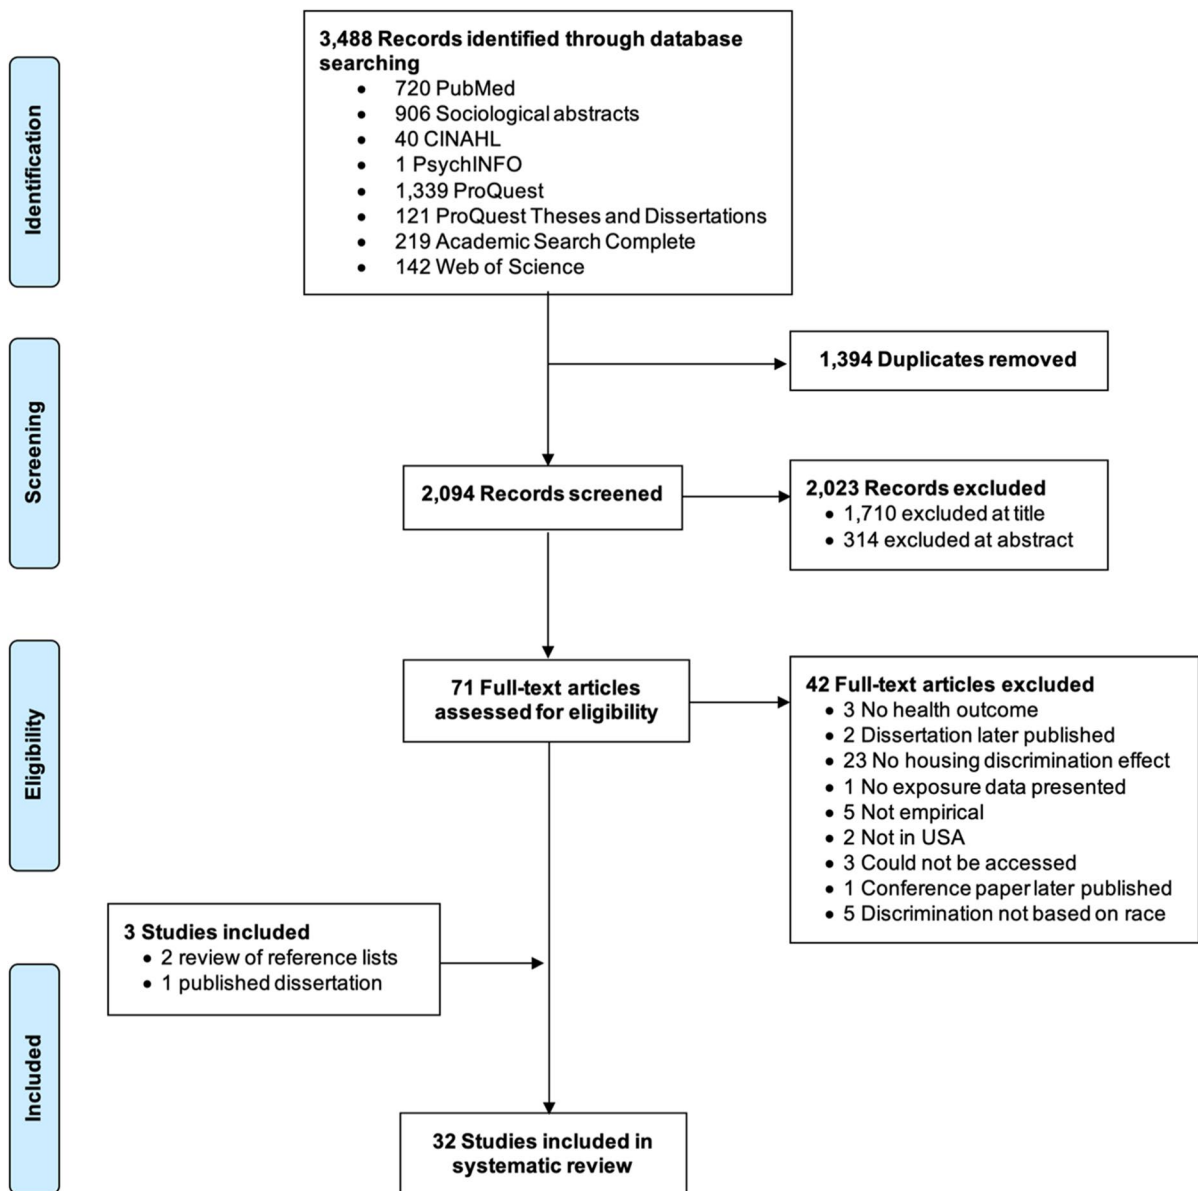 3,488 Records identified through database
searching
• 720 PubMed
• 906 Sociological abstracts
• 40 CINAHL
• 1 PsychINFO
• 1,339 ProQuest
• 121 ProQuest Theses and Dissertations
• 219 Academic Search Complete
• 142 Web of Science
Identification
1,394 Duplicates removed
Screening
2,094 Records screened
2,023 Records excluded
• 1,710 excluded at title
• 314 excluded at abstract
Eligibility
71 Full-text articles
assessed for eligibility
42 Full-text articles excluded
• 3 No health outcome
• 2 Dissertation later published
• 23 No housing discrimination effect
• 1 No exposure data presented
• 5 Not empirical
• 2 Not in USA
• 3 Could not be accessed
• 1 Conference paper later published
• 5 Discrimination not based on race
3 Studies included
• 2 review of reference lists
• 1 published dissertation
Included
32 Studies included in
systematic review